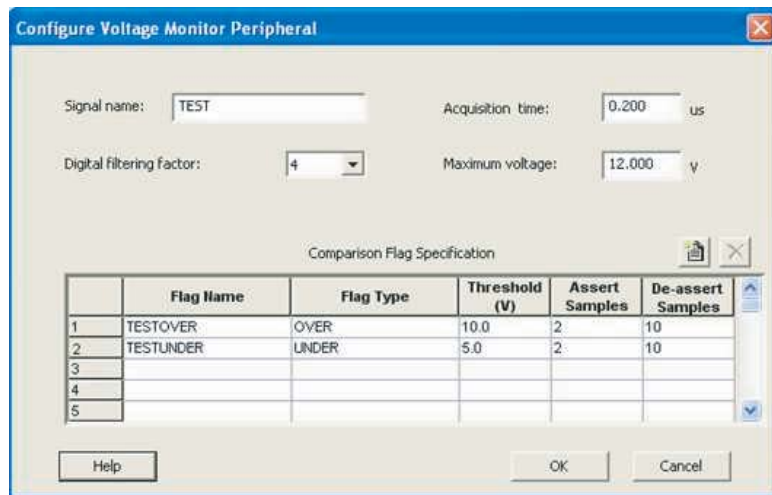 Configure Voltage Monitor Peripheral
Signal name: TEST Acquisition time: 0.200 us
Digital filtering factor: 4 Maximum voltage: 12.000 V
Comparison Flag Specification
Flag Name Flag Type Threshold (V) Assert Samples De-assert Samples
1 TESTOVER OVER 10.0 2 10
2 TESTUNDER UNDER 5.0 2 10
3
4
5
Help OK Cancel